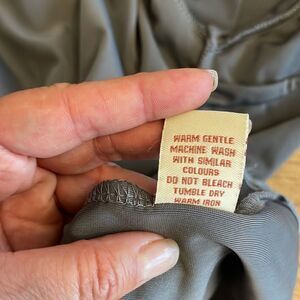 WARM GENTLE
MACHINE WASH
WITH SIMILAR
COLOURS
DO NOT BLEACH
TUMBLE DRY
WARM IRON